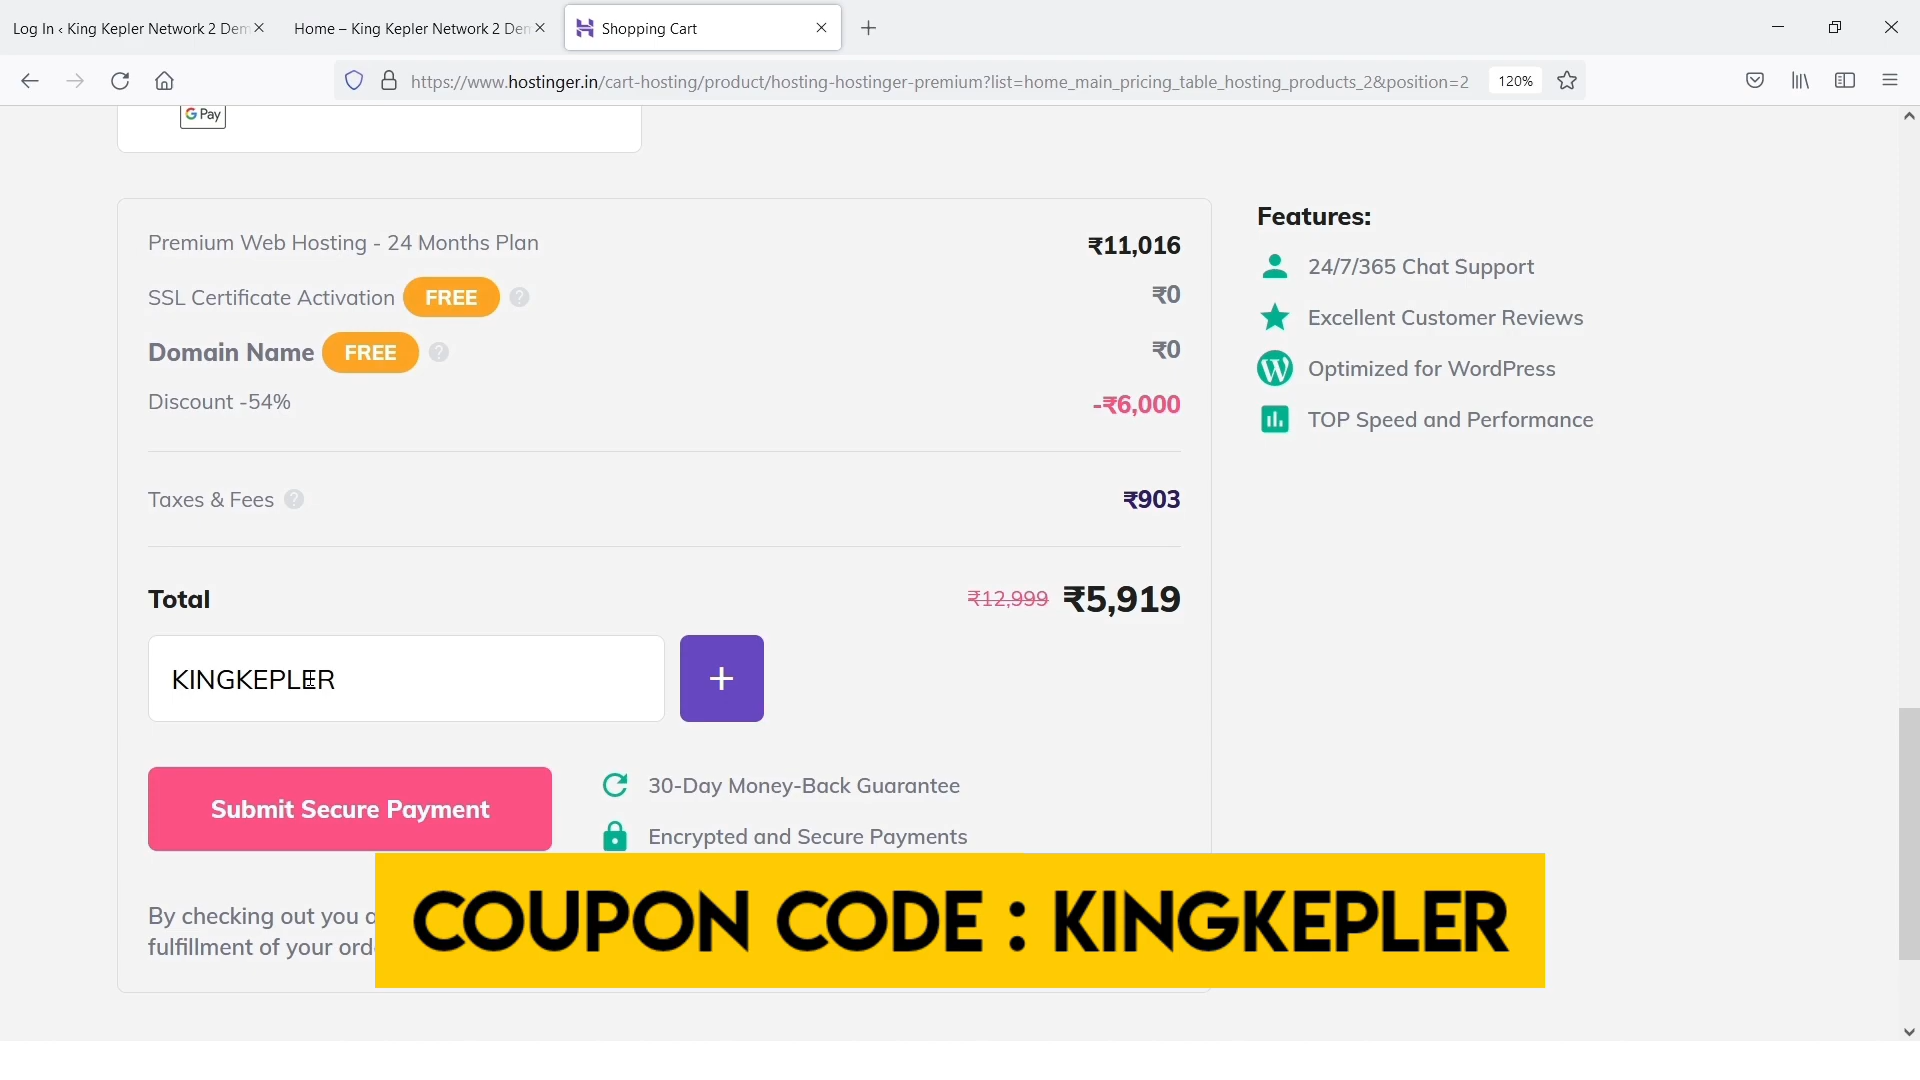 Log In ‹ King Kepler Network 2 Dem
Home – King Kepler Network 2 Den
Shopping Cart
https://www.hostinger.in/cart-hosting/product/hosting-hostinger-premium?list=home_main_pricing_table_hosting_products_2&position=2
120%
G Pay
Premium Web Hosting - 24 Months Plan
₹11,016
SSL Certificate Activation FREE ?
₹0
Domain Name FREE ?
₹0
Discount -54%
-₹6,000
Taxes & Fees ?
₹903
Total
₹12,999 ₹5,919
KINGKEPLER
+
Submit Secure Payment
30-Day Money-Back Guarantee
Encrypted and Secure Payments
By checking out you a
fulfillment of your ord
Features:
24/7/365 Chat Support
Excellent Customer Reviews
Optimized for WordPress
TOP Speed and Performance
COUPON CODE : KINGKEPLER